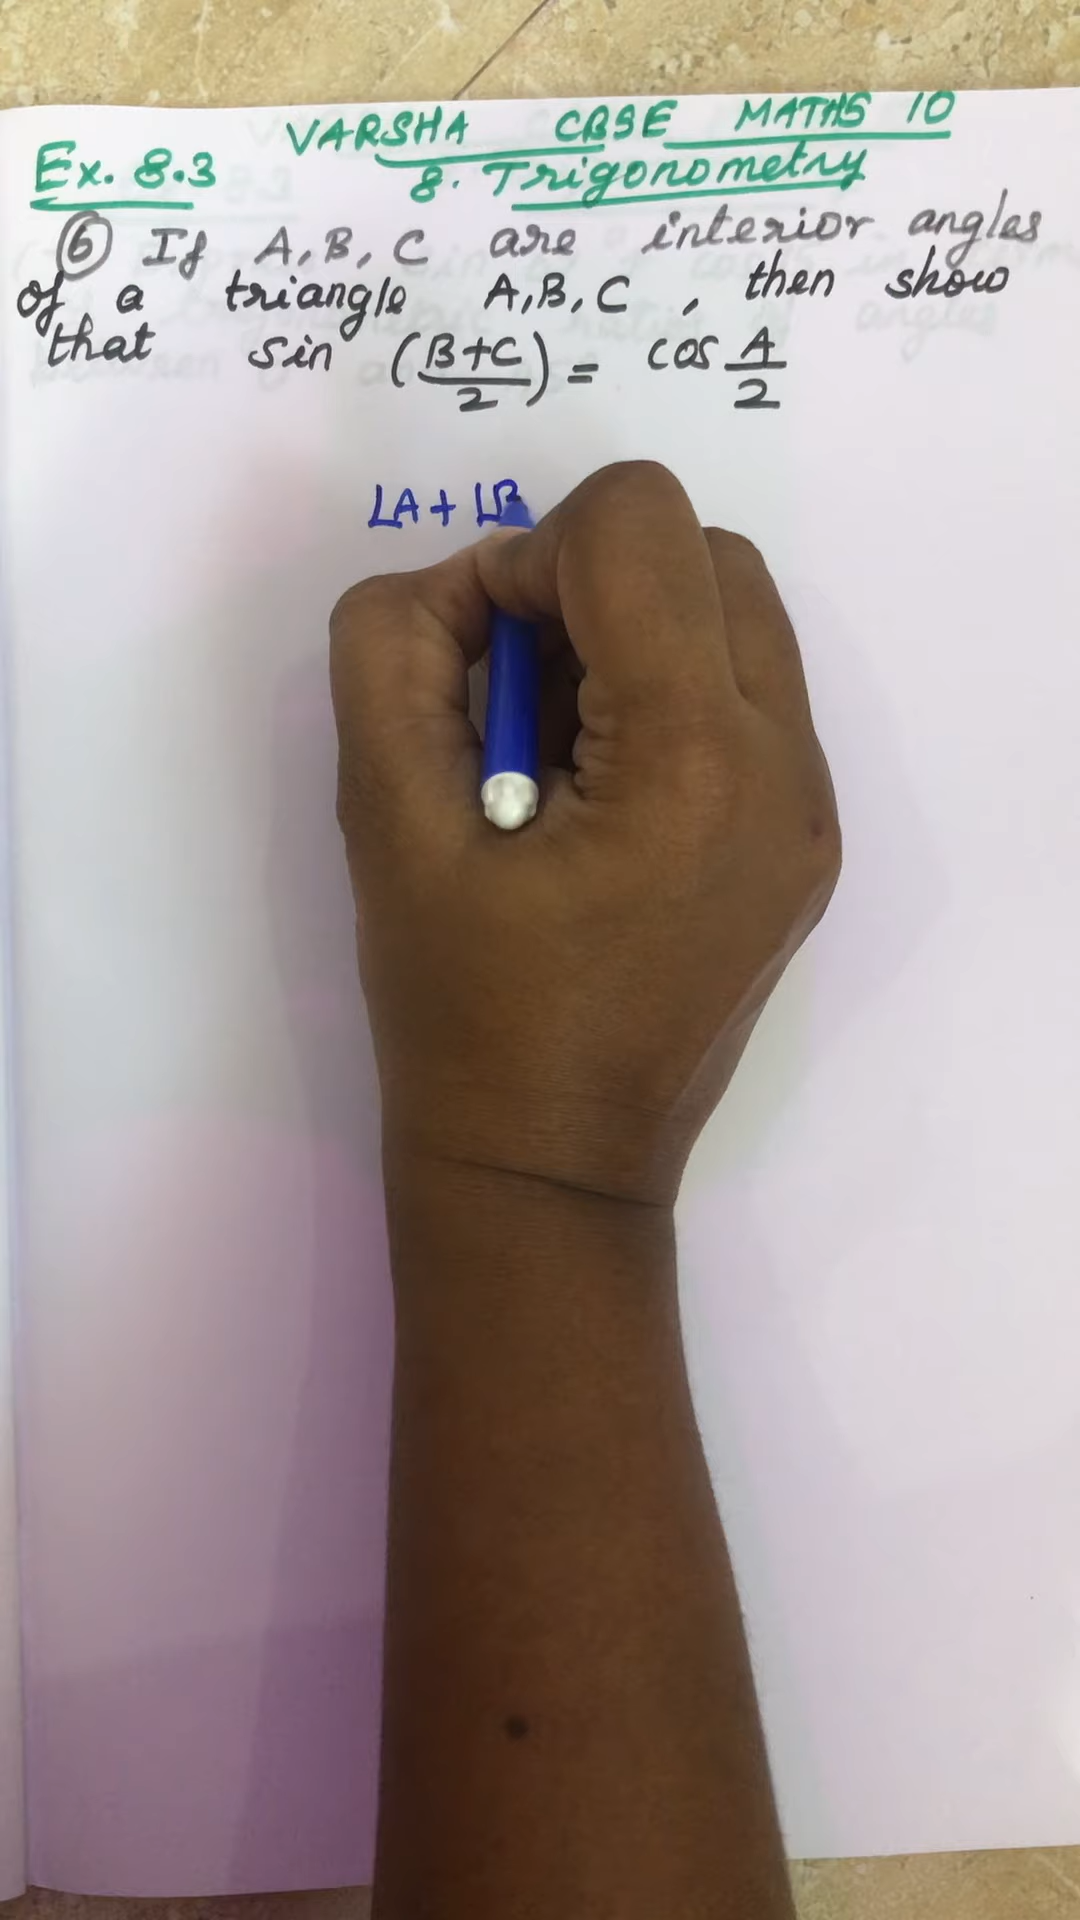 VARSHA CBSE MATHS 10
Ex. 8.3 8. Trigonometry
⑥ If A, B, C are interior angles
of a triangle A, B, C , then show
that sin (B+C/2) = cos A/2
∠A + ∠B